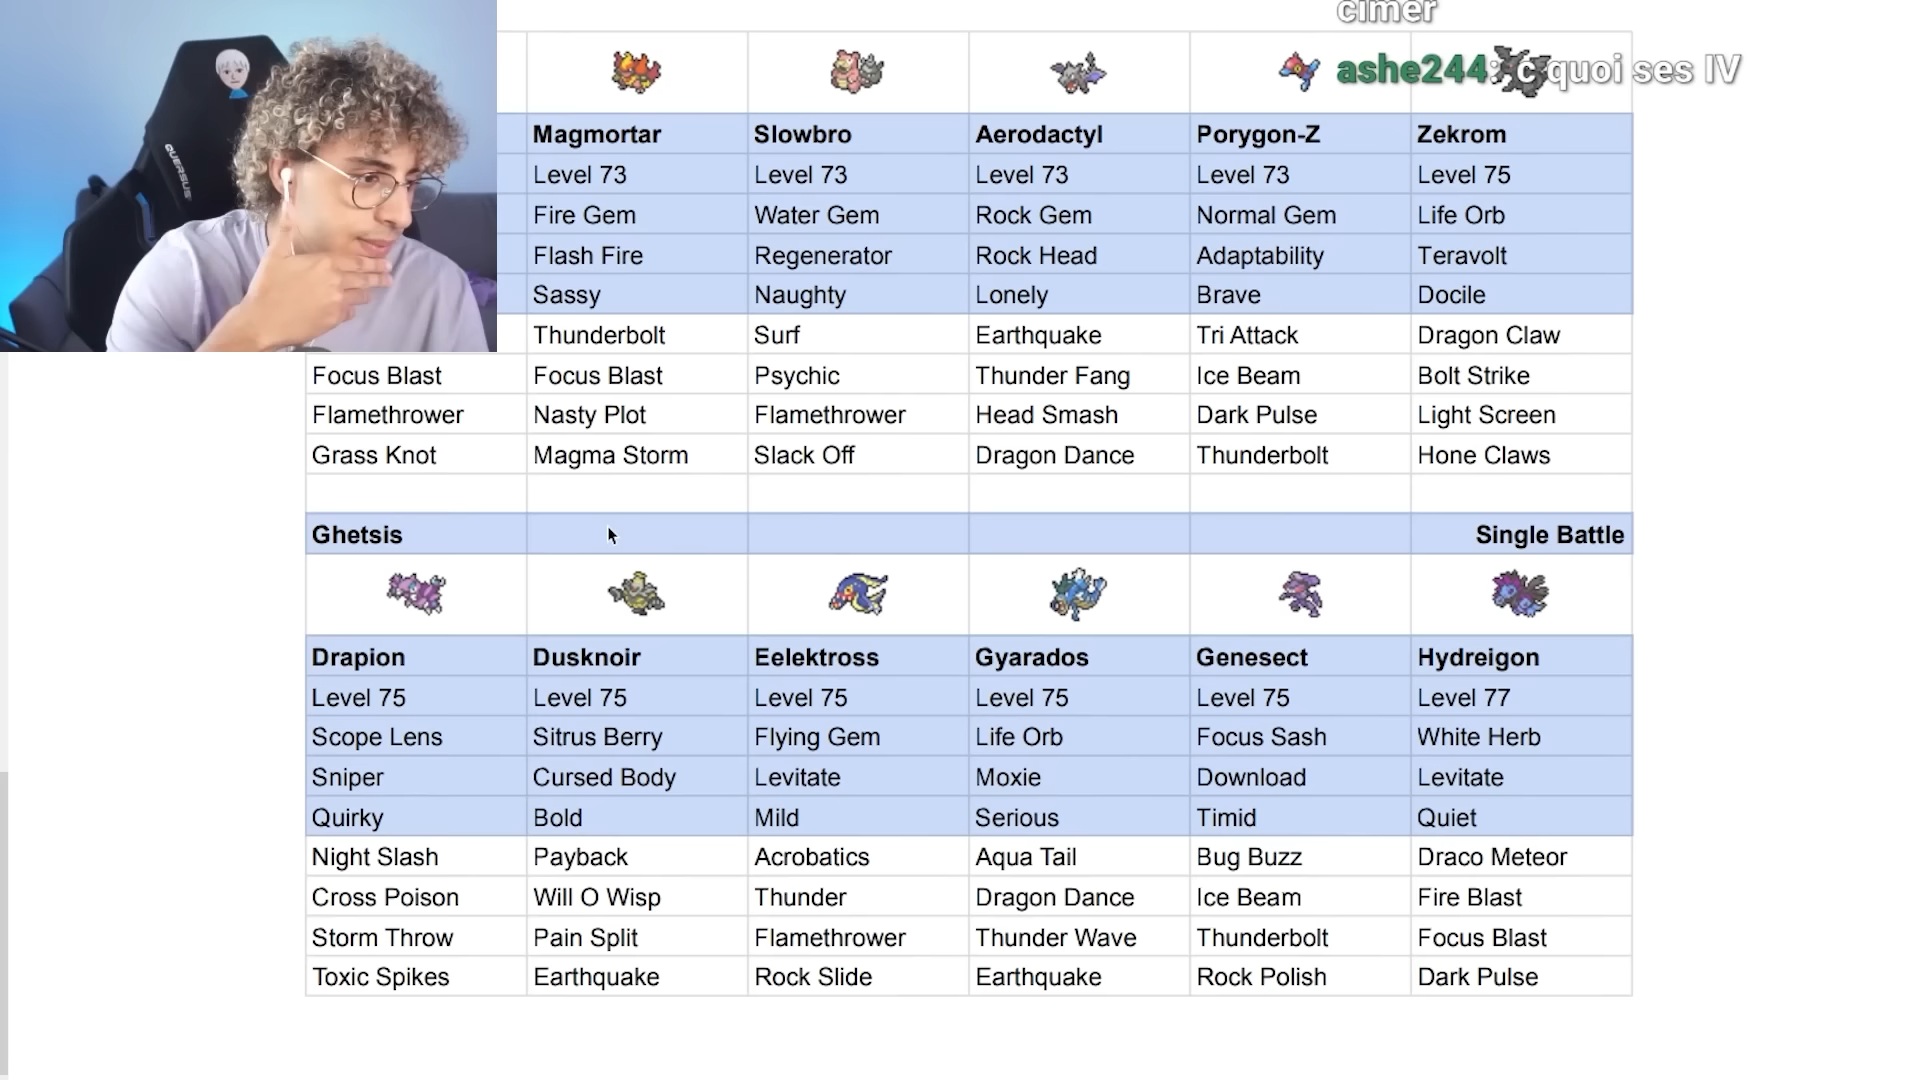 cimer
ashe244: c quoi ses IV
QUERSUS
Magmortar Slowbro Aerodactyl Porygon-Z Zekrom
Level 73 Level 73 Level 73 Level 73 Level 75
Fire Gem Water Gem Rock Gem Normal Gem Life Orb
Flash Fire Regenerator Rock Head Adaptability Teravolt
Sassy Naughty Lonely Brave Docile
Thunderbolt Surf Earthquake Tri Attack Dragon Claw
Focus Blast Focus Blast Psychic Thunder Fang Ice Beam Bolt Strike
Flamethrower Nasty Plot Flamethrower Head Smash Dark Pulse Light Screen
Grass Knot Magma Storm Slack Off Dragon Dance Thunderbolt Hone Claws
Ghetsis Single Battle
Drapion Dusknoir Eelektross Gyarados Genesect Hydreigon
Level 75 Level 75 Level 75 Level 75 Level 75 Level 77
Scope Lens Sitrus Berry Flying Gem Life Orb Focus Sash White Herb
Sniper Cursed Body Levitate Moxie Download Levitate
Quirky Bold Mild Serious Timid Quiet
Night Slash Payback Acrobatics Aqua Tail Bug Buzz Draco Meteor
Cross Poison Will O Wisp Thunder Dragon Dance Ice Beam Fire Blast
Storm Throw Pain Split Flamethrower Thunder Wave Thunderbolt Focus Blast
Toxic Spikes Earthquake Rock Slide Earthquake Rock Polish Dark Pulse